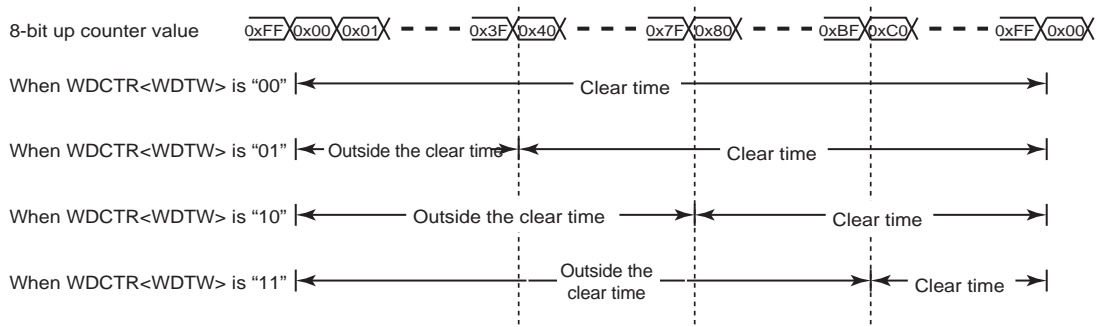 8-bit up counter value 0xFF 0x00 0x01 0x3F 0x40 0x7F 0x80 0xBF 0xC0 0xFF 0x00
When WDCTR<WDTW> is “00” Clear time
When WDCTR<WDTW> is “01” Outside the clear time Clear time
When WDCTR<WDTW> is “10” Outside the clear time Clear time
When WDCTR<WDTW> is “11” Outside the
clear time Clear time